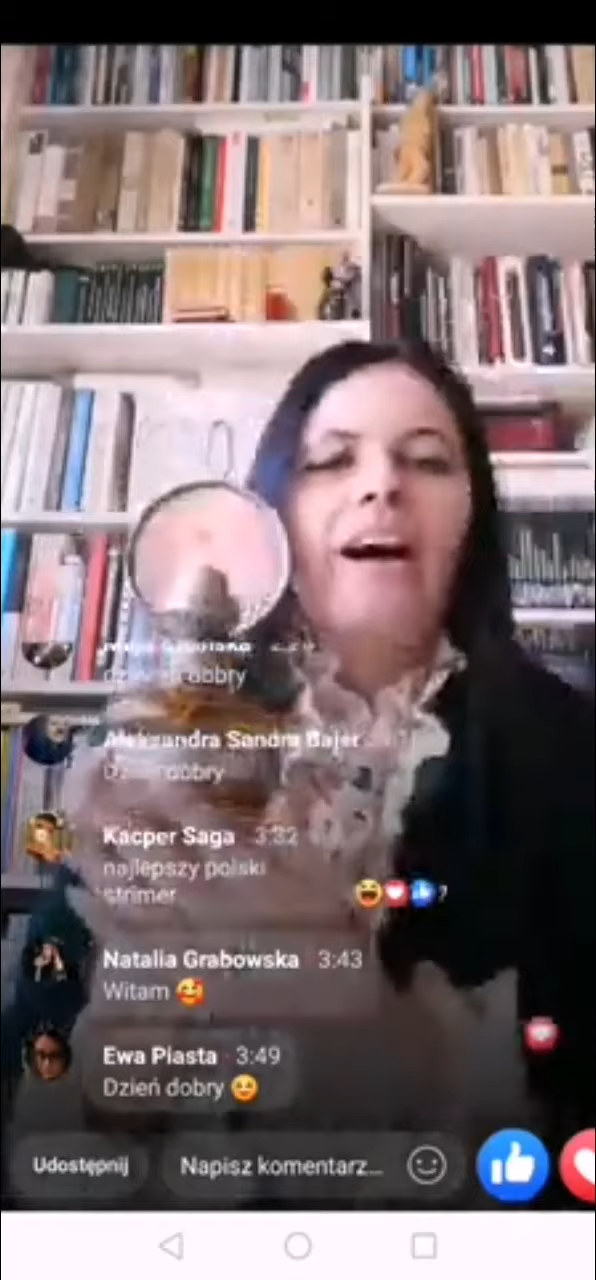 dobry
Aleksandra Sandra Bajer
Dzień dobry
Kacper Saga 3:32
najlepszy polski
strimer
7
Natalia Grabowska · 3:43
Witam 🥰
Ewa Piasta · 3:49
Dzień dobry 😉
Udostępnij
Napisz komentarz...